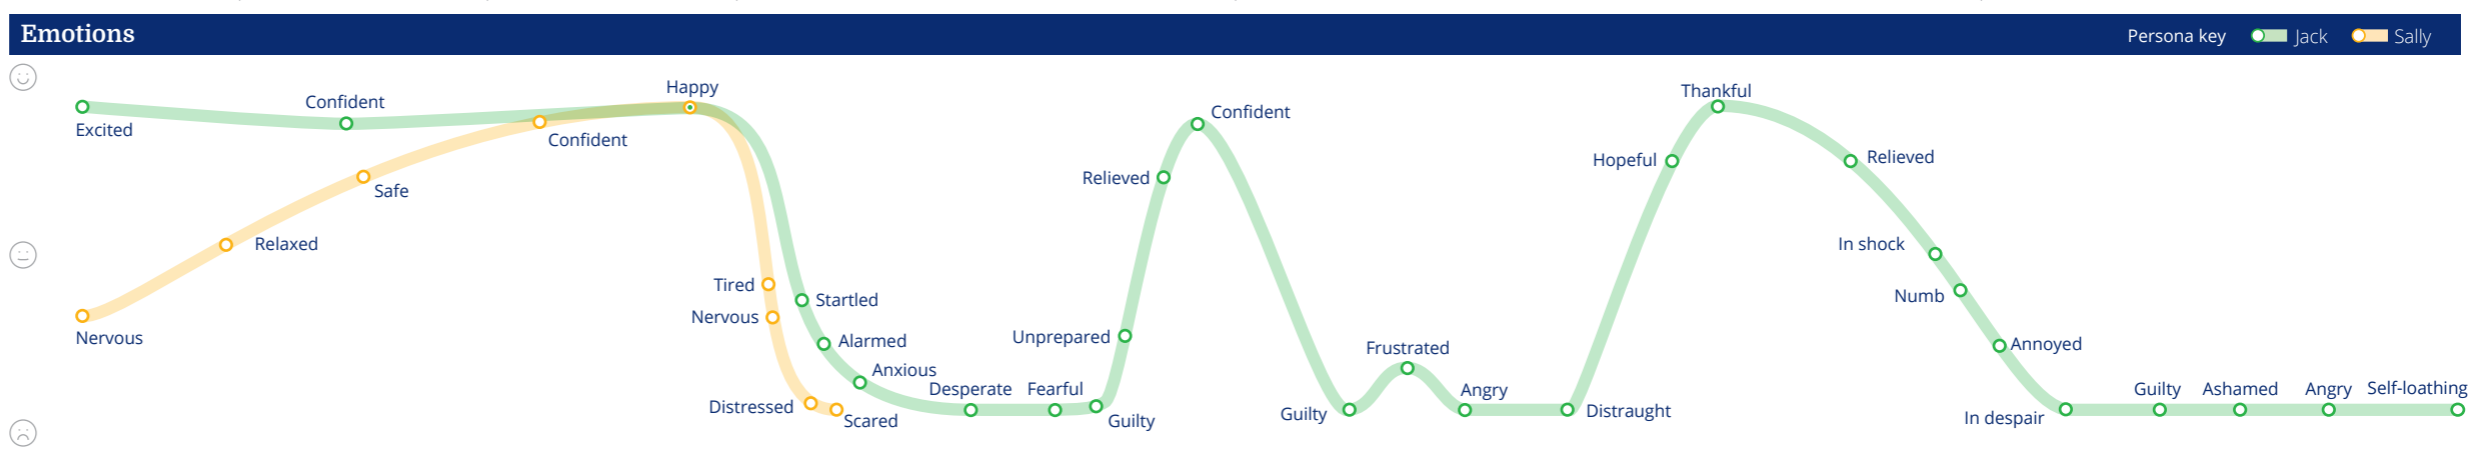 Emotions
Persona key
Jack
Sally
Happy
Thankful
Confident
Excited
Confident
Confident
Relieved
Hopeful
Relieved
Safe
Relaxed
In shock
Tired
Startled
Numb
Nervous
Nervous
Alarmed
Unprepared
Frustrated
Annoyed
Anxious
Desperate
Fearful
Angry
Guilty
Ashamed
Angry
Self-loathing
Distressed
Scared
Guilty
Guilty
Distraught
In despair